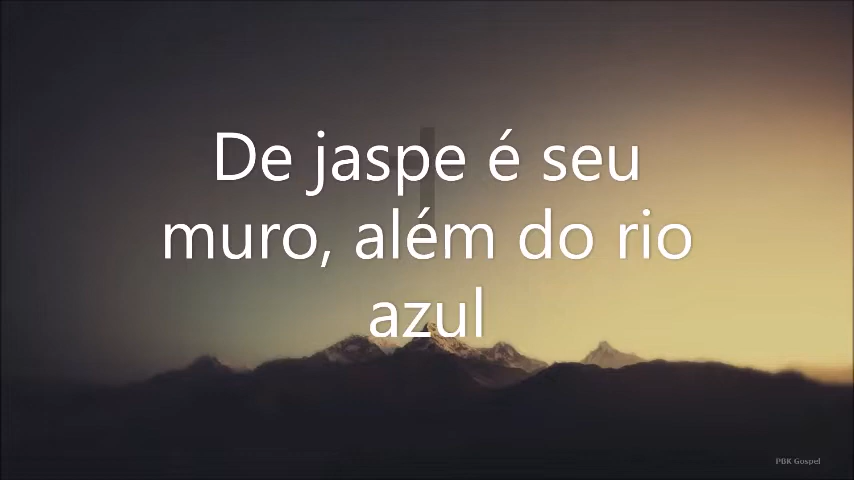 De jaspe é seu
muro, além do rio
azul
PBK Gospel